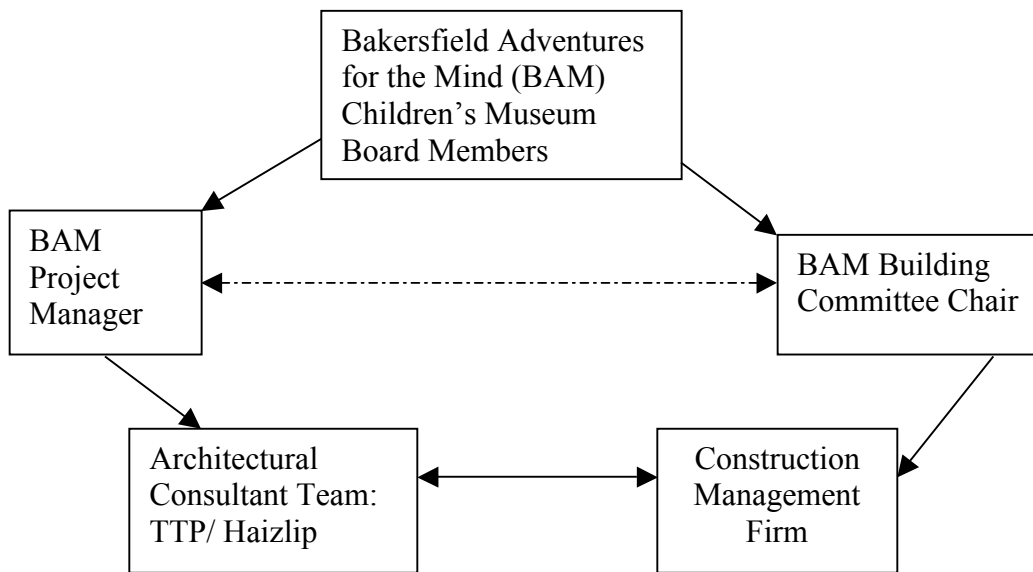 Bakersfield Adventures
for the Mind (BAM)
Children’s Museum
Board Members
BAM
Project
Manager
BAM Building
Committee Chair
Architectural
Consultant Team:
TTP/ Haizlip
Construction
Management
Firm